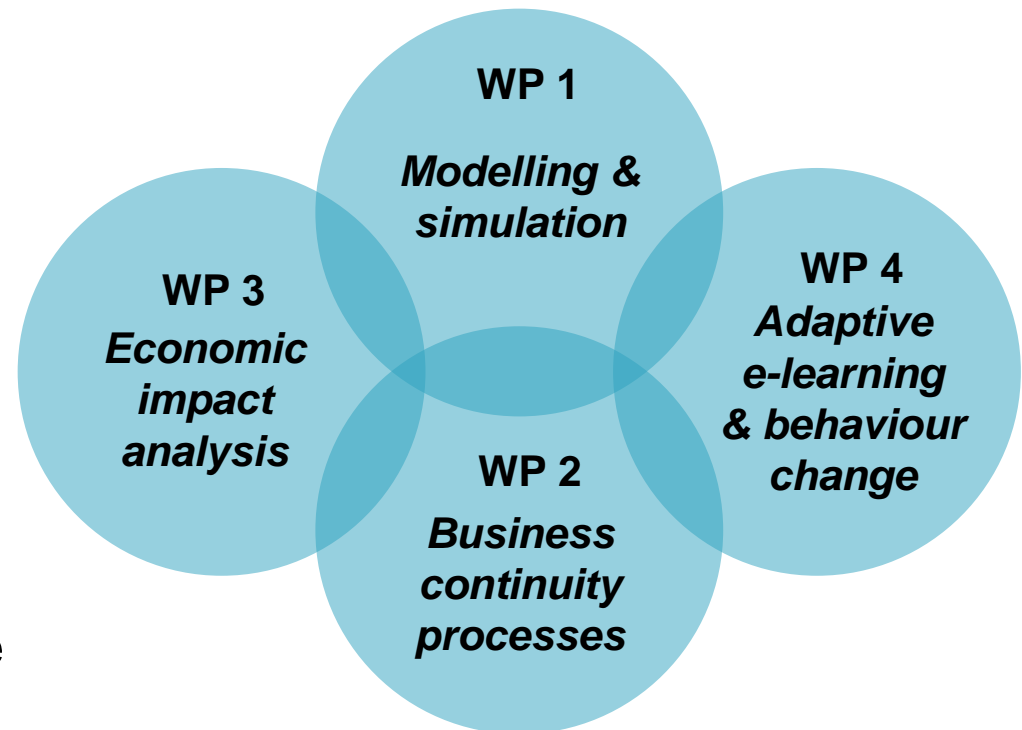 WP 1
Modelling &
simulation
WP 3
Economic
impact
analysis
WP 4
Adaptive
e-learning
& behaviour
change
WP 2
Business
continuity
processes
e